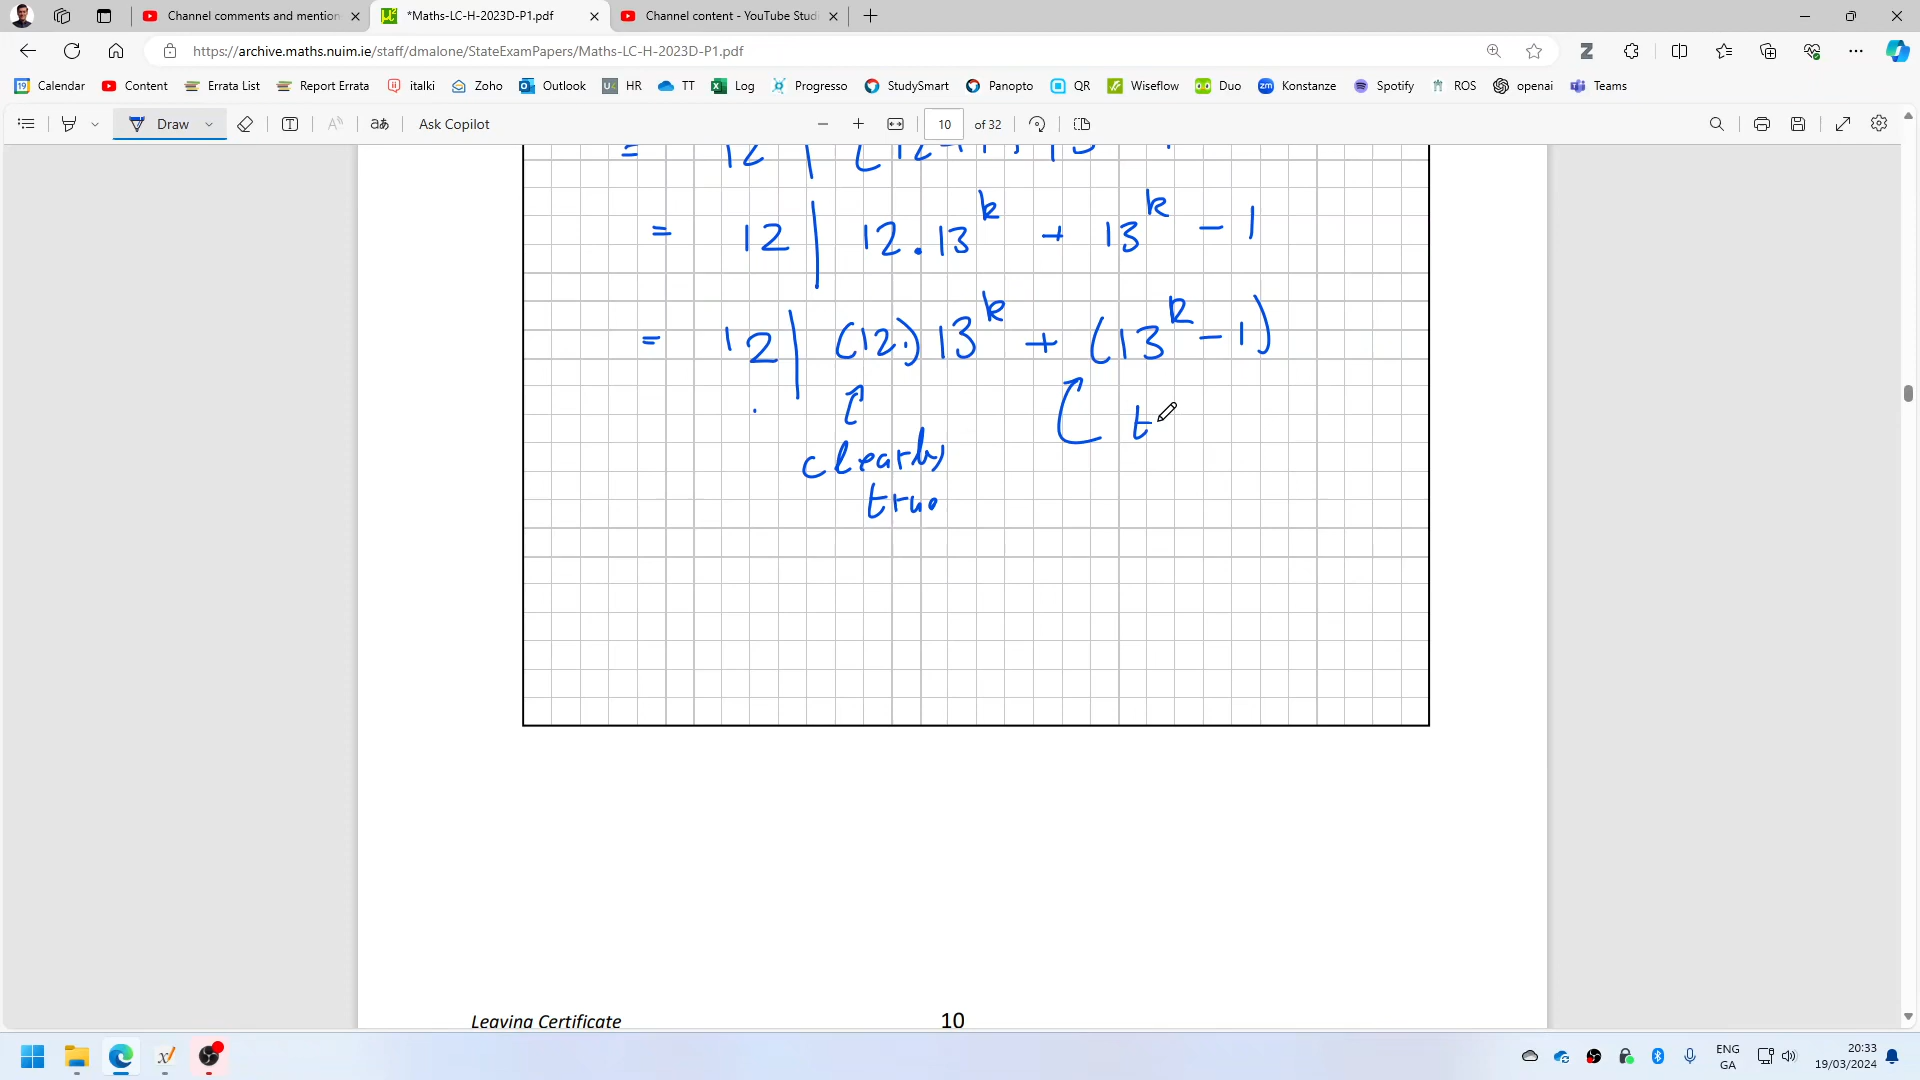 Channel comments and mention
*Maths-LC-H-2023D-P1.pdf
Channel content - YouTube Studi
https://archive.maths.nuim.ie/staff/dmalone/StateExamPapers/Maths-LC-H-2023D-P1.pdf
Calendar Content Errata List Report Errata italki Zoho Outlook HR TT Log Progresso StudySmart Panopto QR Wiseflow Duo Konstanze Spotify ROS openai Teams
Draw Ask Copilot 10 of 32
= 12 | 12.13^k + 13^k - 1
= 12 | (12.)13^k + (13^k - 1)
t
clearly
true
Leaving Certificate 10
ENG
GA
20:33
19/03/2024